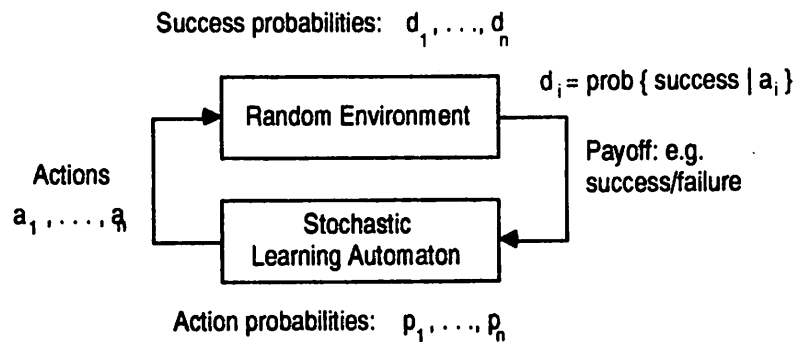 Success probabilities: d₁, . . ., dₙ
dᵢ = prob { success | aᵢ }
Random Environment
Payoff: e.g.
success/failure
Actions
a₁, . . . , aₙ
Stochastic
Learning Automaton
Action probabilities: p₁, . . ., pₙ